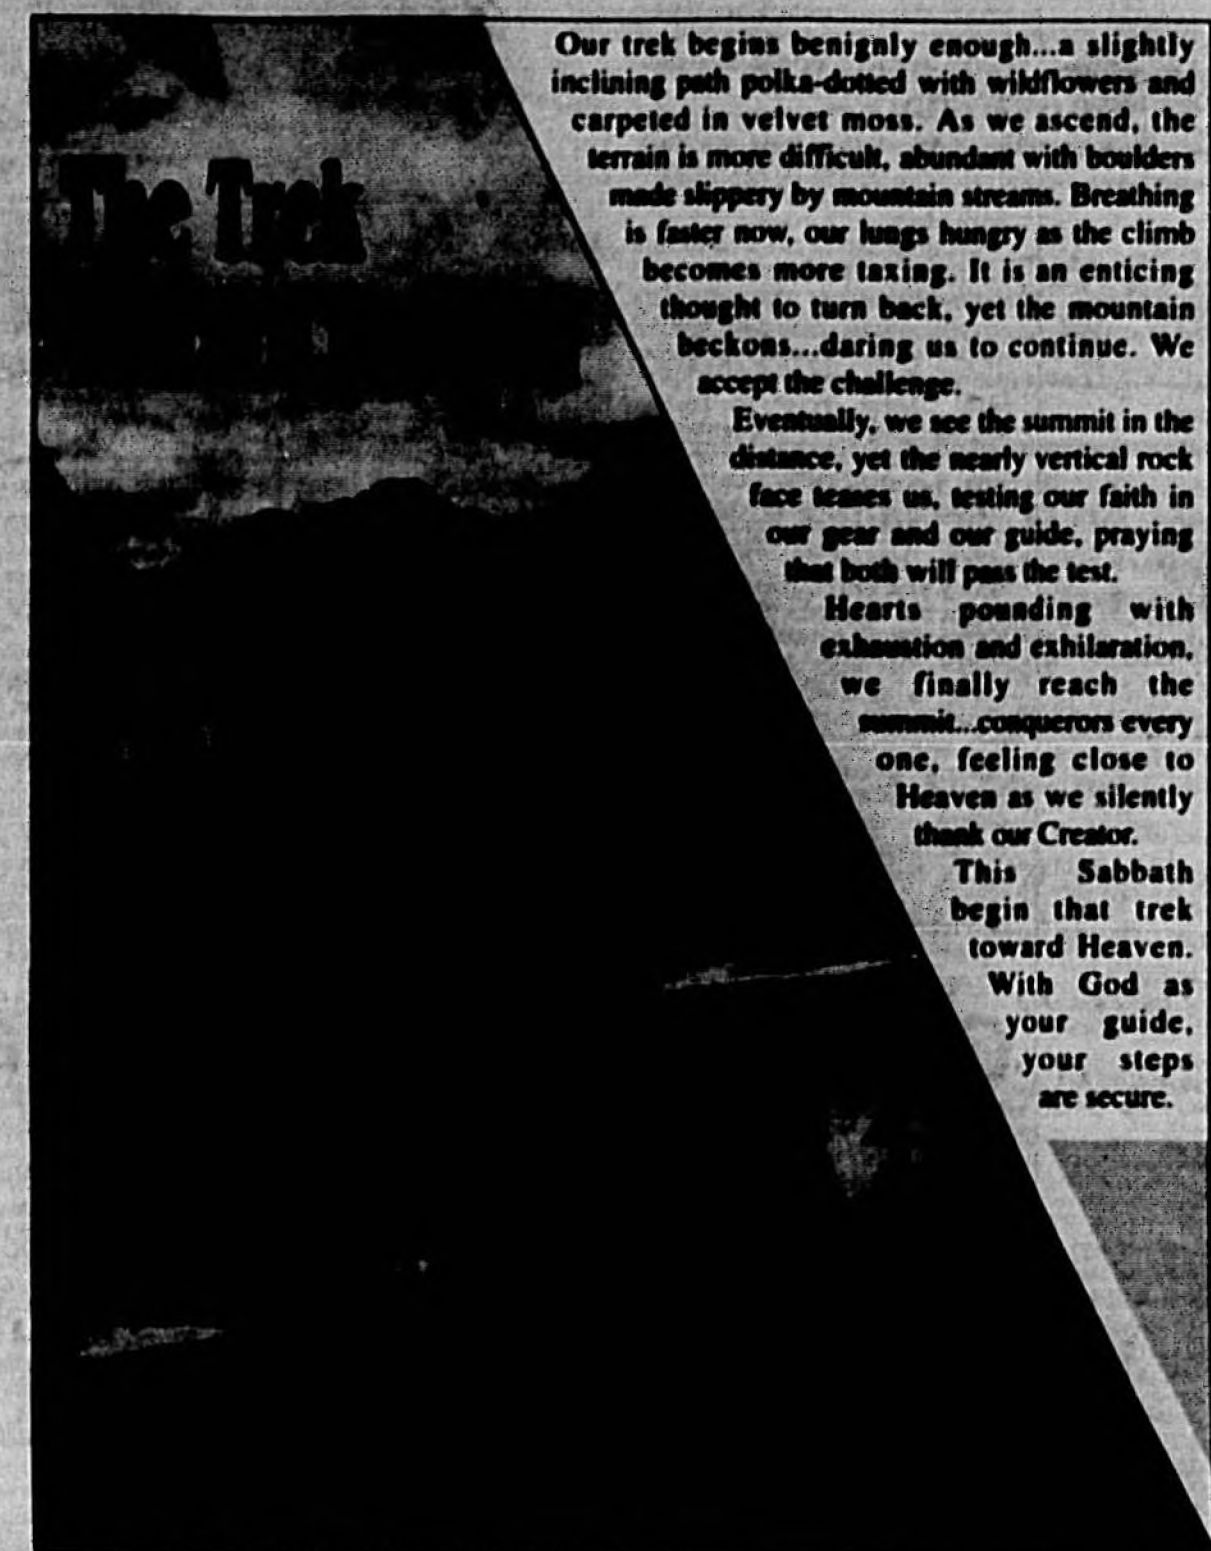 The Trek
Our trek begins benignly enough...a slightly
inclining path polka-dotted with wildflowers and
carpeted in velvet moss. As we ascend, the
terrain is more difficult, abundant with boulders
made slippery by mountain streams. Breathing
is faster now, our lungs hungry as the climb
becomes more taxing. It is an enticing
thought to turn back, yet the mountain
beckons...daring us to continue. We
accept the challenge.
Eventually, we see the summit in the
distance, yet the nearly vertical rock
face teases us, testing our faith in
our gear and our guide, praying
that both will pass the test.
Hearts pounding with
exhaustion and exhilaration,
we finally reach the
summit...conquerors every
one, feeling close to
Heaven as we silently
thank our Creator.
This Sabbath
begin that trek
toward Heaven.
With God as
your guide,
your steps
are secure.